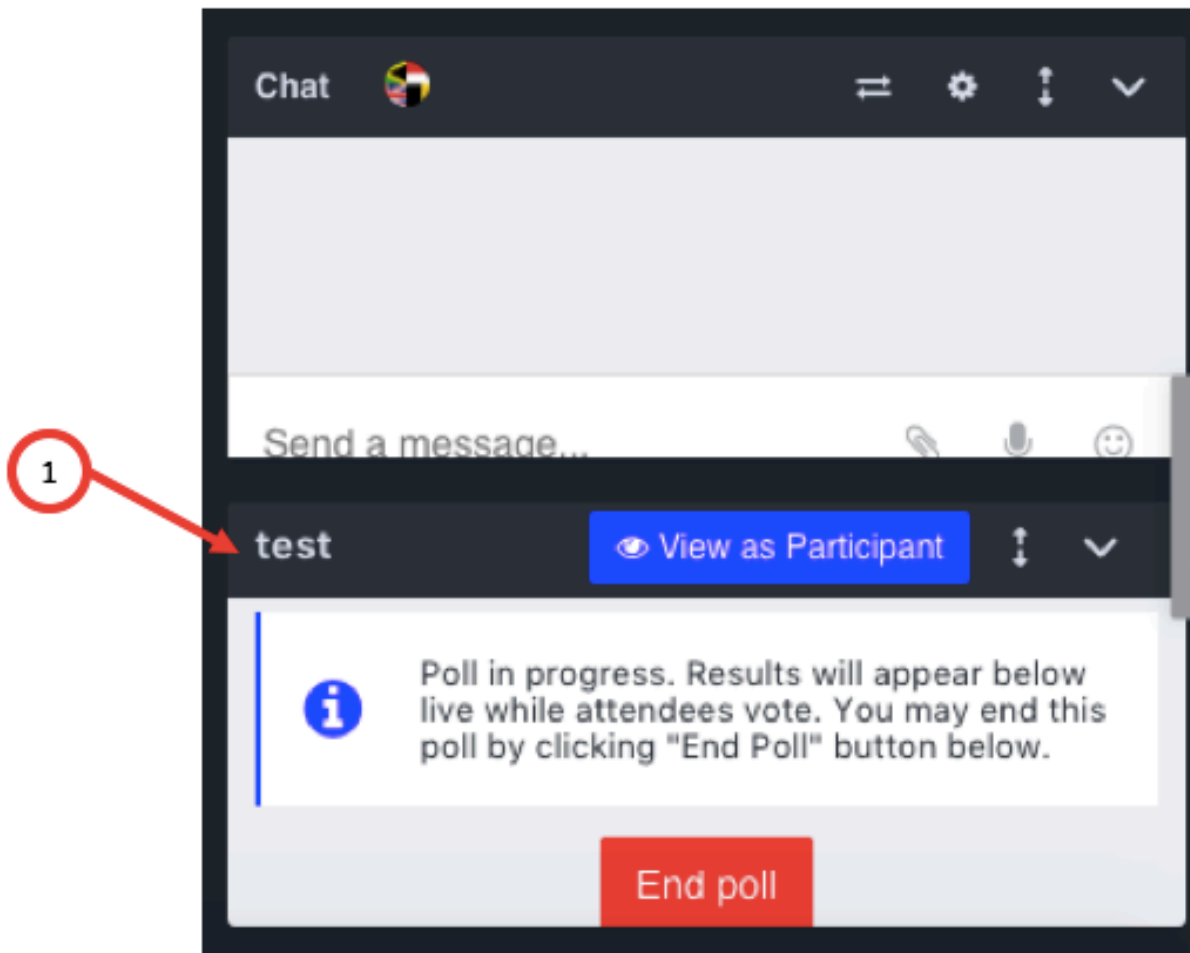 Chat
Send a message...
1
test
View as Participant
Poll in progress. Results will appear below
live while attendees vote. You may end this
poll by clicking "End Poll" button below.
End poll